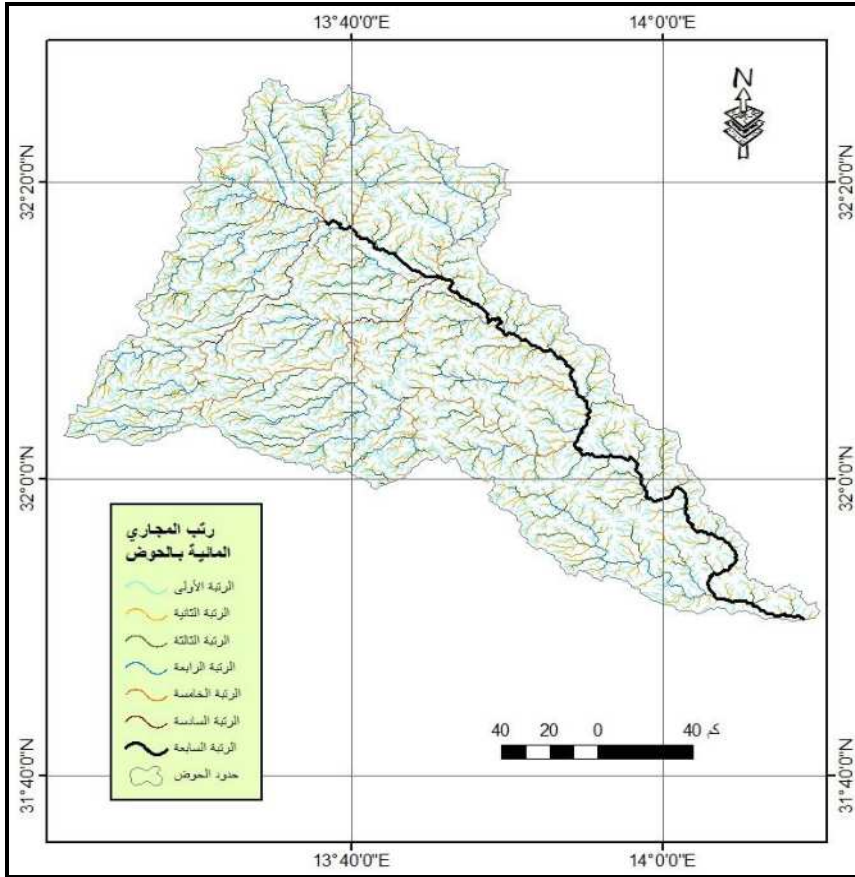 13°40'0"E
14°0'0"E
N
32°20'0"N
32°20'0"N
32°0'0"N
32°0'0"N
رتب المجاري
المائية بالحوض
الرتبة الأولى
الرتبة الثانية
الرتبة الثالثة
الرتبة الرابعة
الرتبة الخامسة
الرتبة السادسة
الرتبة السابعة
حدود الحوض
40 20 0 40 كم
31°40'0"N
31°40'0"N
13°40'0"E
14°0'0"E